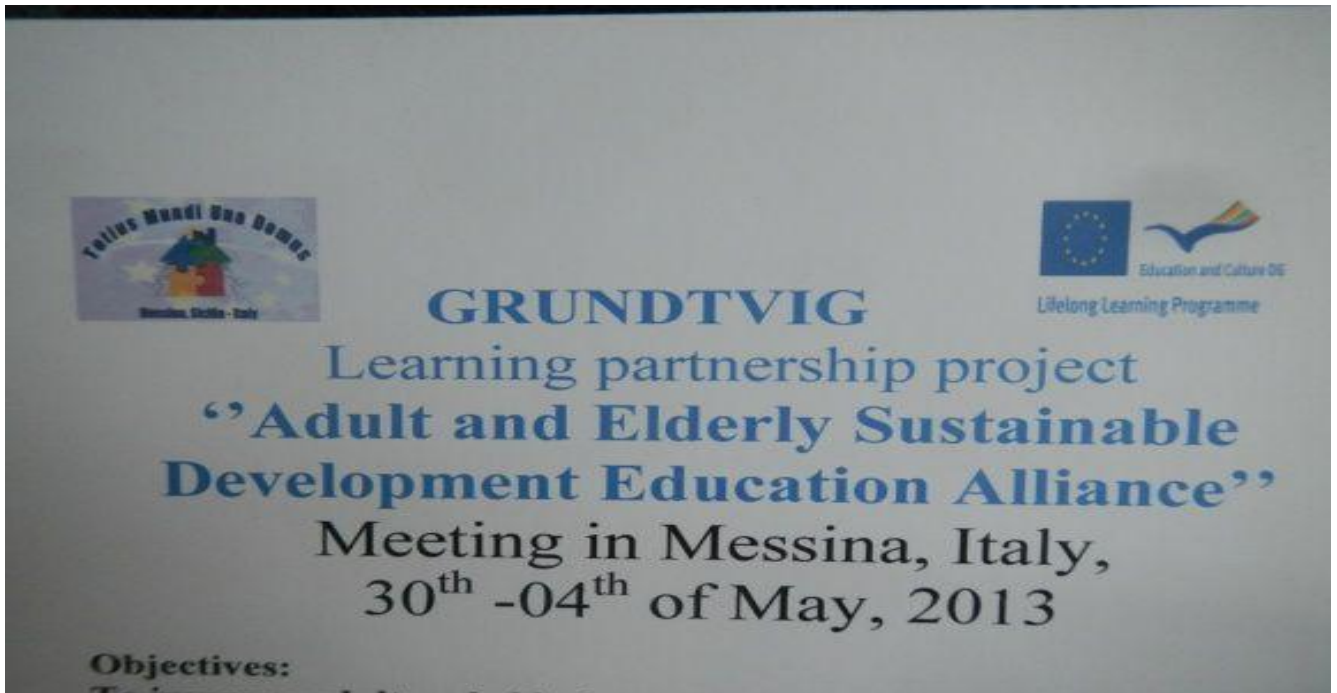 Totius Mundi Una Domus
Messina, Sicilia - Italy
Education and Culture DG
Lifelong Learning Programme
GRUNDTVIG
Learning partnership project
‘’Adult and Elderly Sustainable
Development Education Alliance’’
Meeting in Messina, Italy,
30th -04th of May, 2013
Objectives: